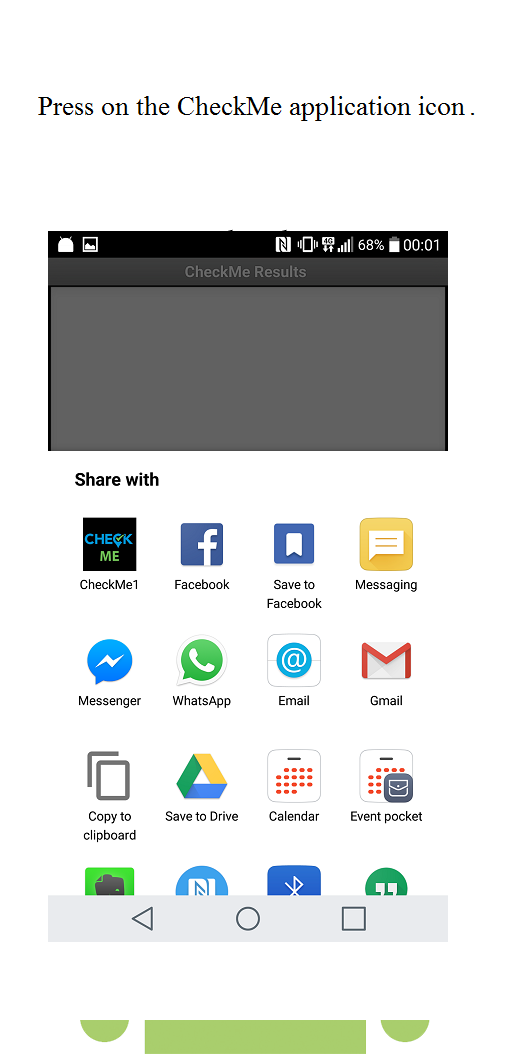 Press on the CheckMe application icon.
4G 68% 00:01
CheckMe Results
Share with
CHECK
ME
CheckMe1 Facebook Save to Facebook Messaging
Messenger WhatsApp Email Gmail
Copy to clipboard Save to Drive Calendar Event pocket